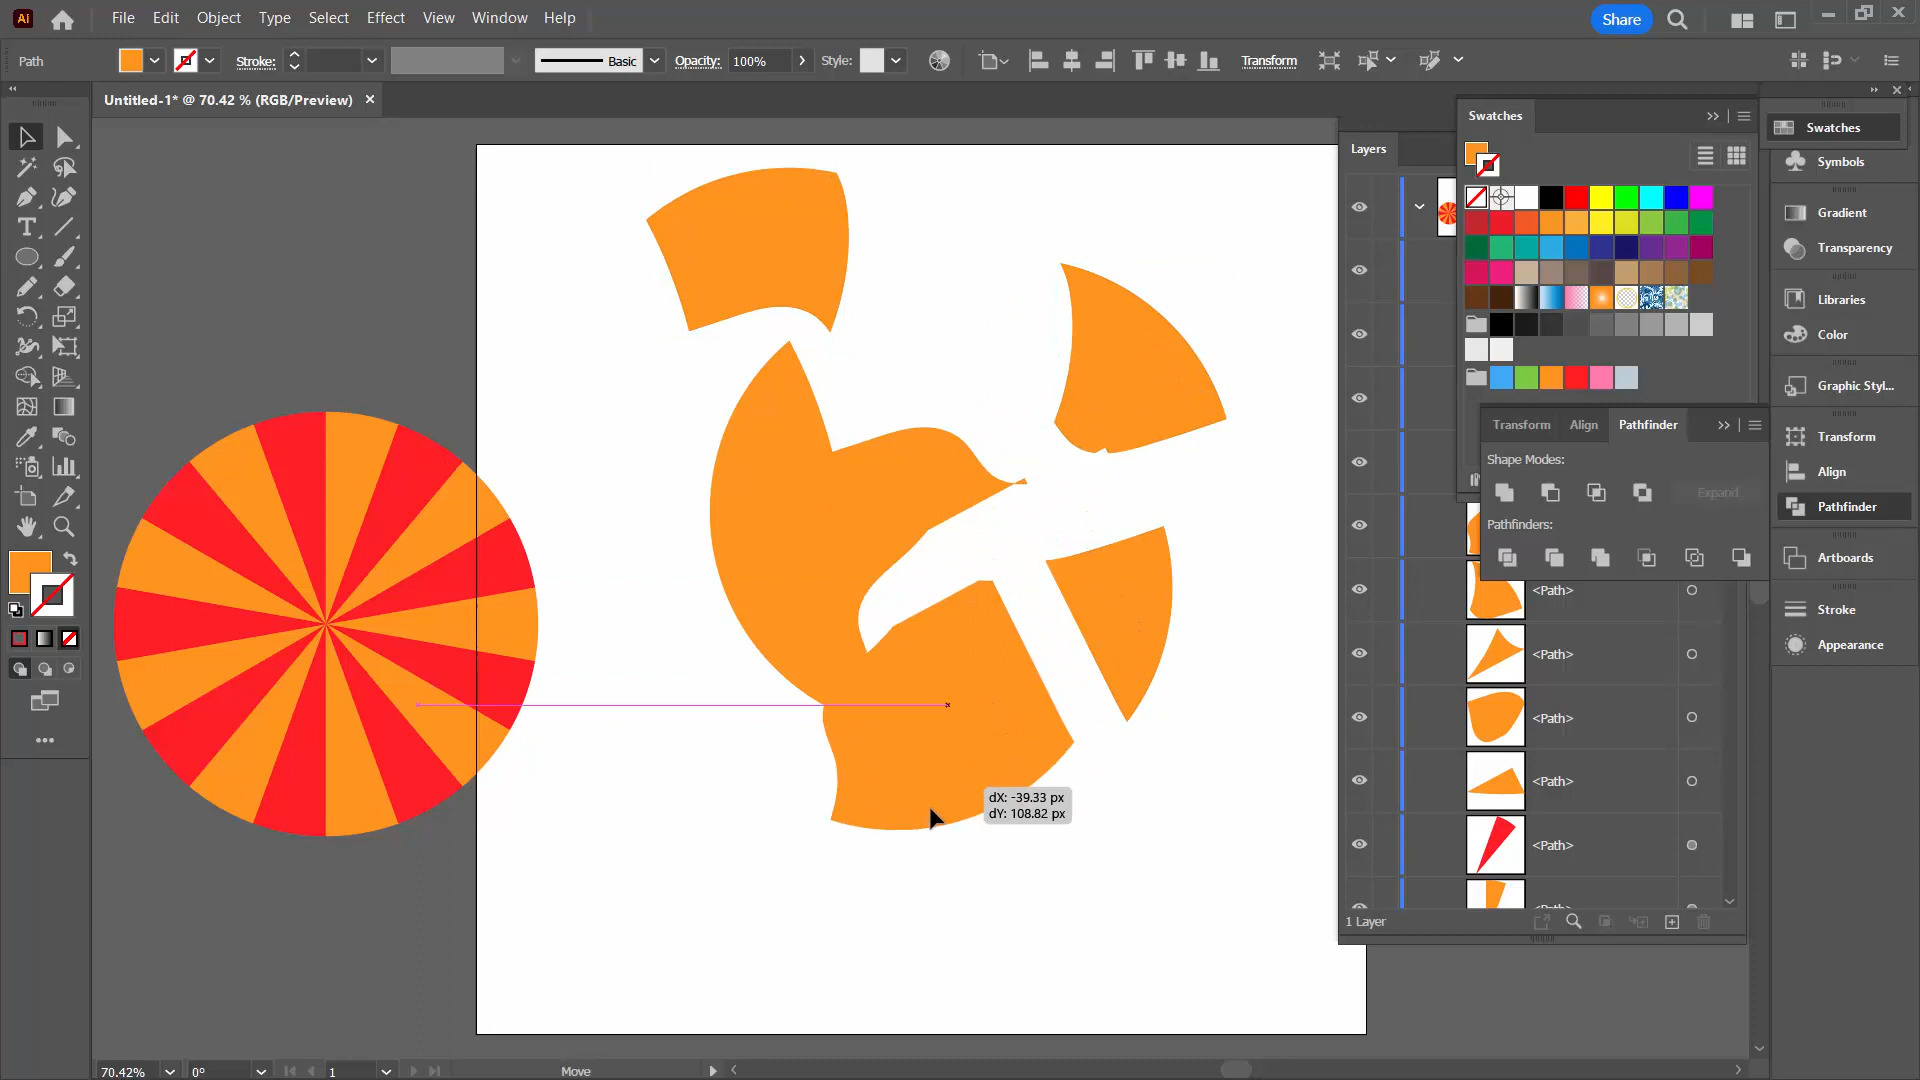 Ai File Edit Object Type Select Effect View Window Help Share
Path Stroke: Basic Opacity: 100% Style: Transform
Untitled-1* @ 70.42 % (RGB/Preview)
Swatches
Swatches
Layers
Symbols
Gradient
Transparency
Libraries
Color
Graphic Styl...
Transform Align Pathfinder
Transform
Shape Modes:
Align
Expand
Pathfinder
Pathfinders:
Artboards
<Path>
Stroke
Appearance
<Path>
<Path>
<Path>
dX: -39.33 px
dY: 108.82 px
<Path>
1 Layer
70.42% 0° 1 Move